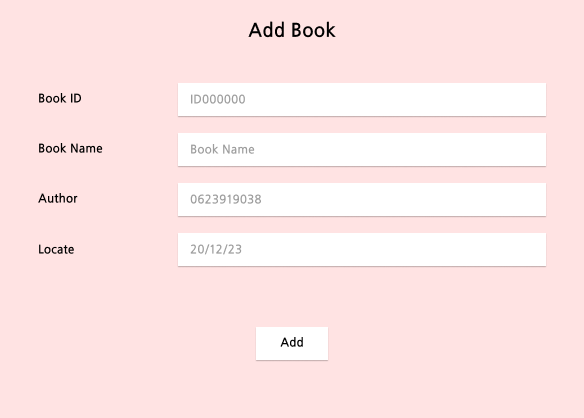 Add Book
Book ID ID000000
Book Name Book Name
Author 0623919038
Locate 20/12/23
Add